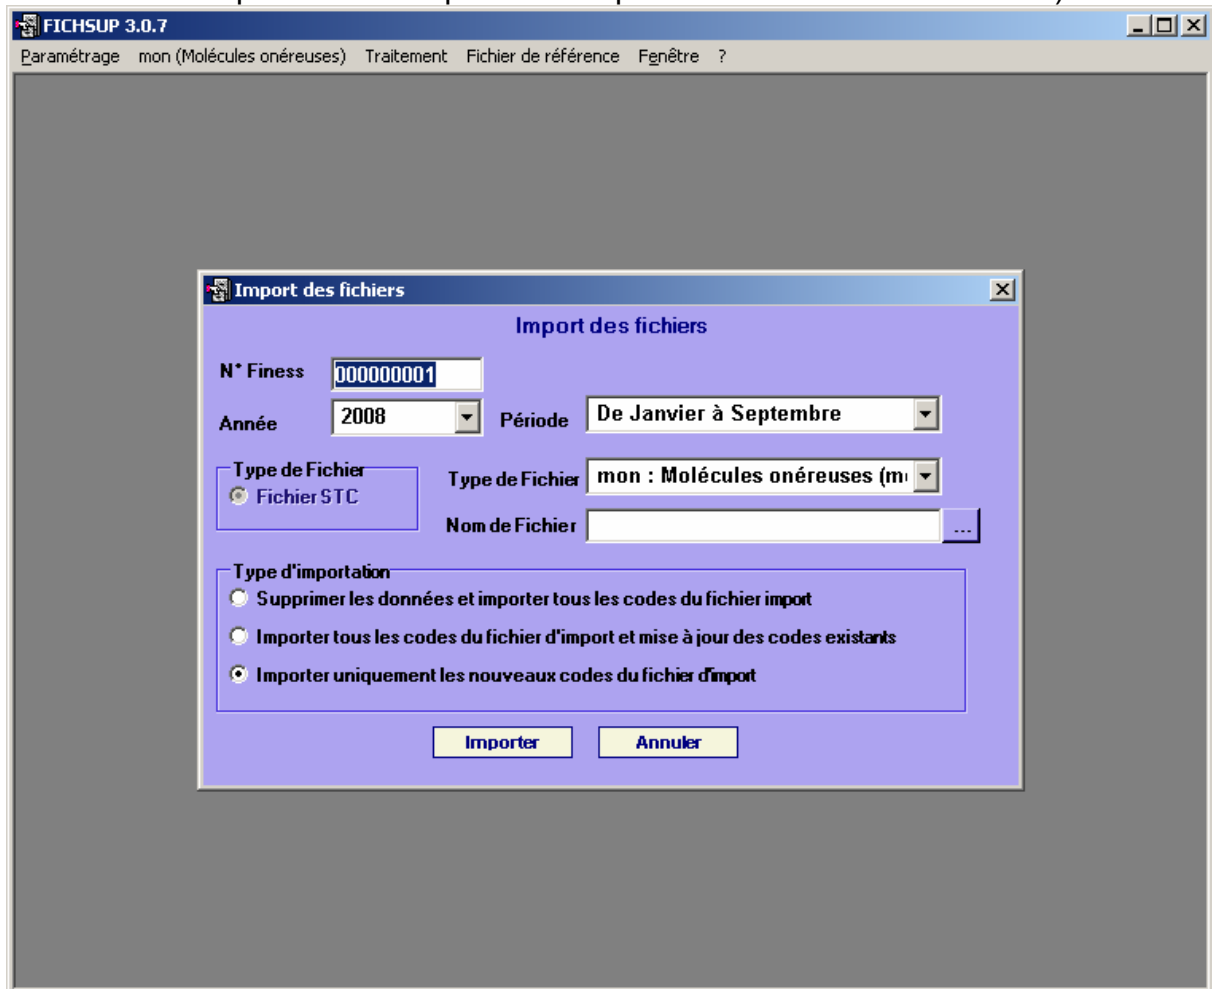 FICHSUP 3.0.7
Paramétrage mon (Molécules onéreuses) Traitement Fichier de référence Fenêtre ?
Import des fichiers
Import des fichiers
N° Finess 000000001
Année 2008 Période De Janvier à Septembre
Type de Fichier
Fichier STC
Type de Fichier mon : Molécules onéreuses (m
Nom de Fichier ...
Type d'importation
Supprimer les données et importer tous les codes du fichier import
Importer tous les codes du fichier d'import et mise à jour des codes existants
Importer uniquement les nouveaux codes du fichier d'import
Importer Annuler